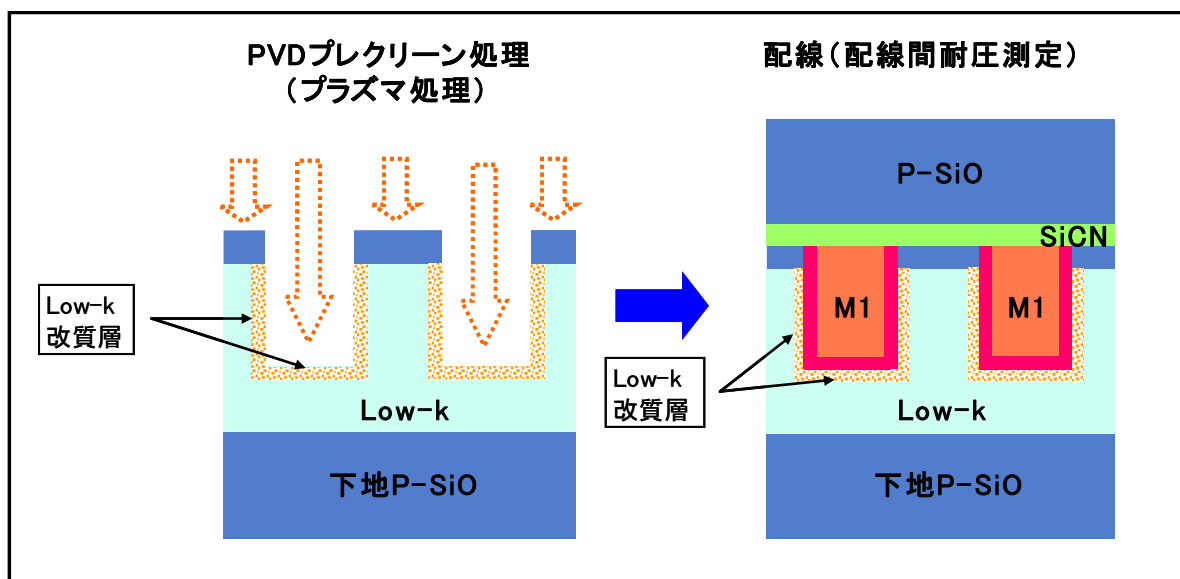 PVDプレクリーン処理
（プラズマ処理）
Low-k
改質層
Low-k
下地P-SiO
配線（配線間耐圧測定）
P-SiO
SiCN
M1
M1
Low-k
改質層
Low-k
下地P-SiO